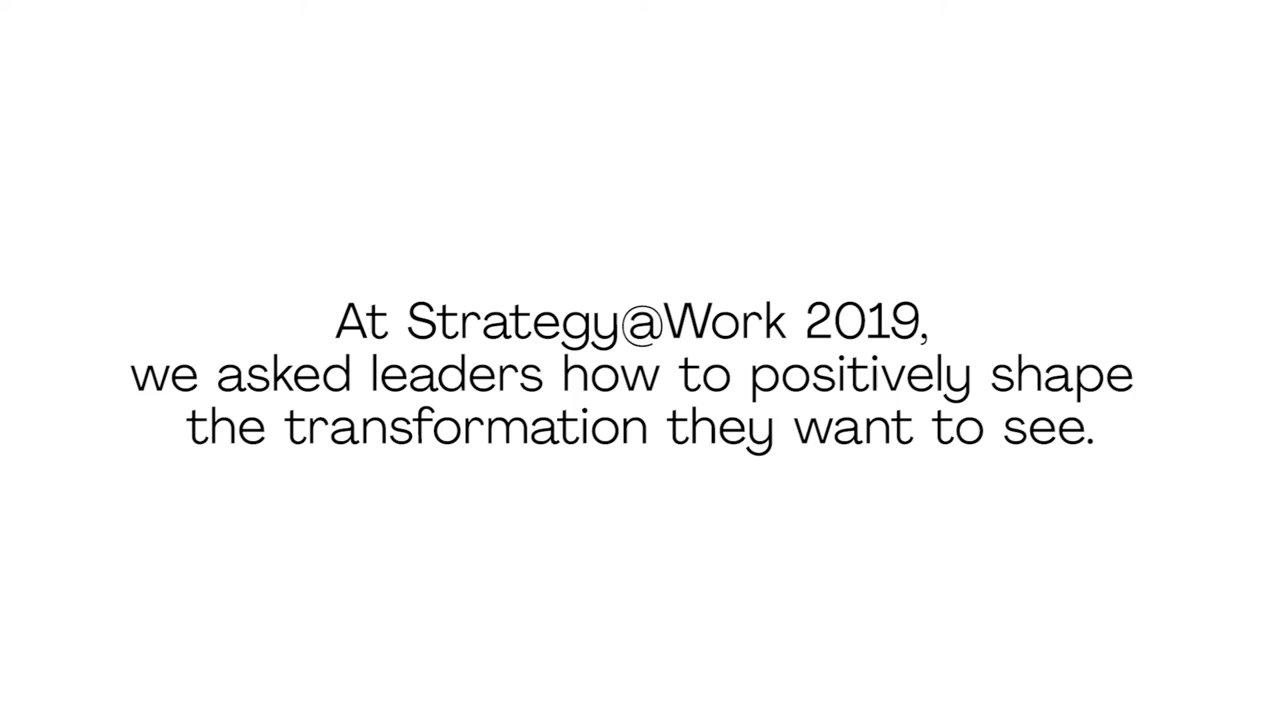 At Strategy@Work 2019,
we asked leaders how to positively shape
the transformation they want to see.